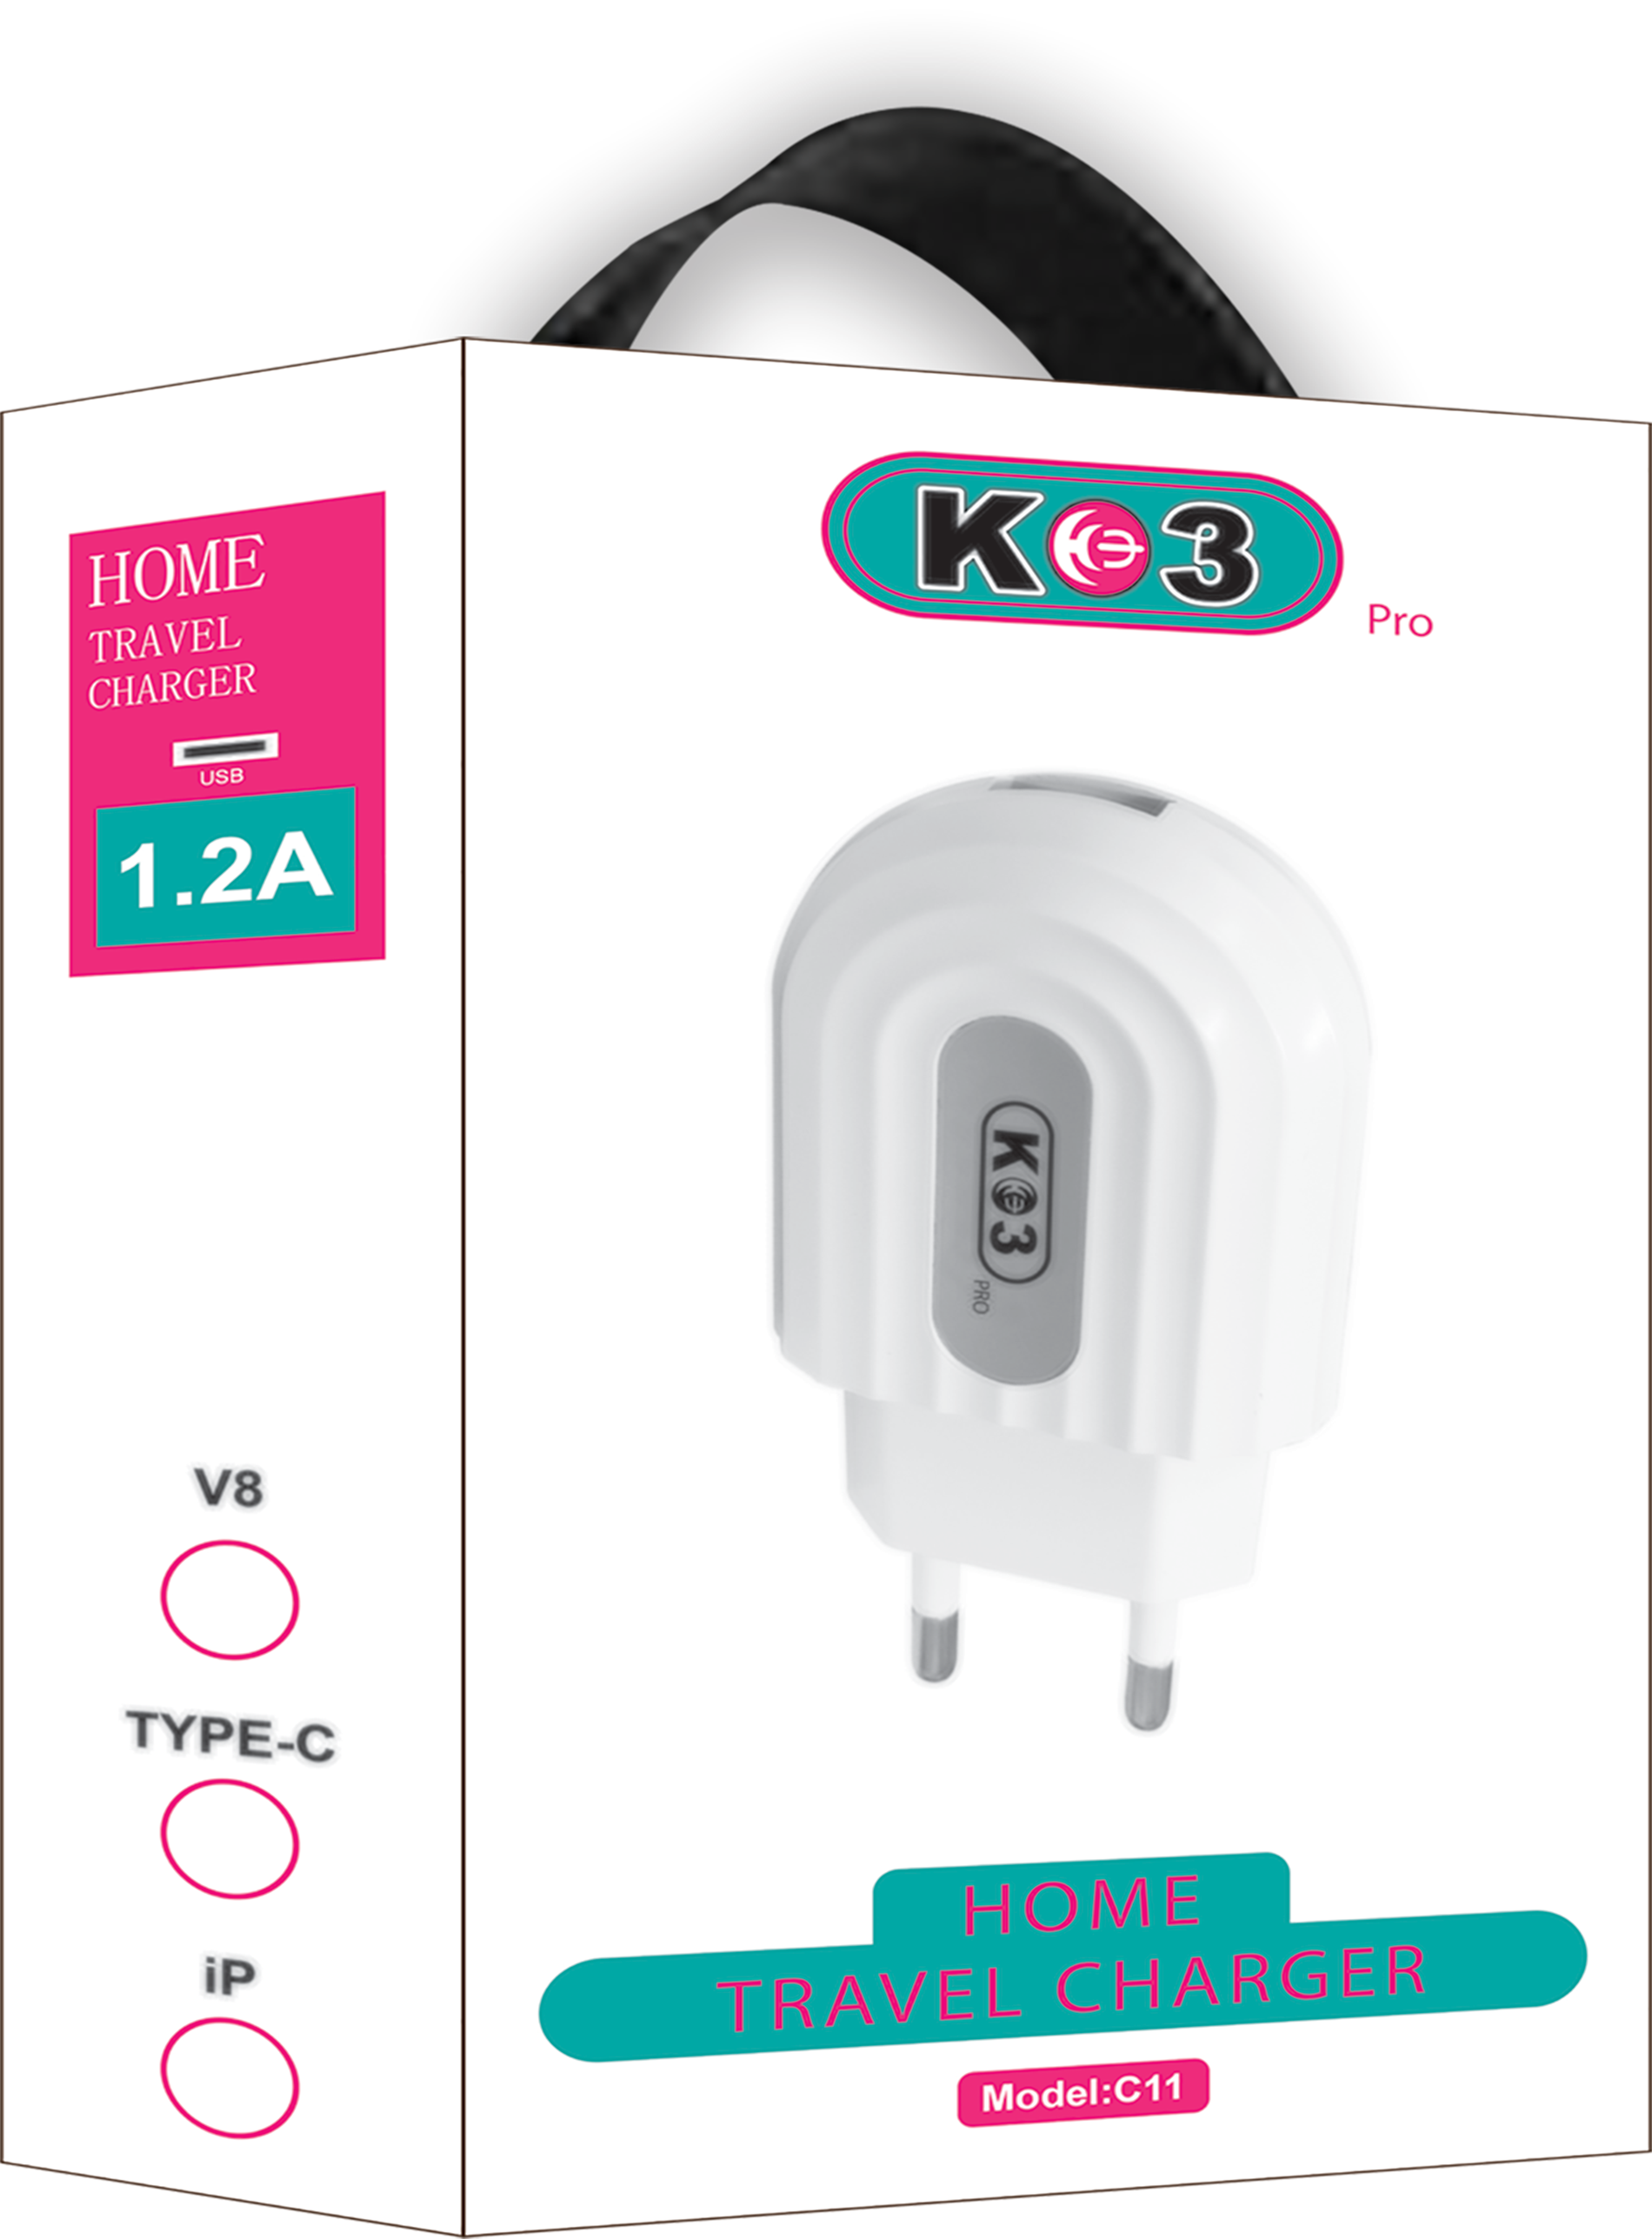 HOME
TRAVEL
CHARGER
USB
1.2A
V8
TYPE-C
iP
K3
Pro
K3
PRO
HOME
TRAVEL CHARGER
Model:C11